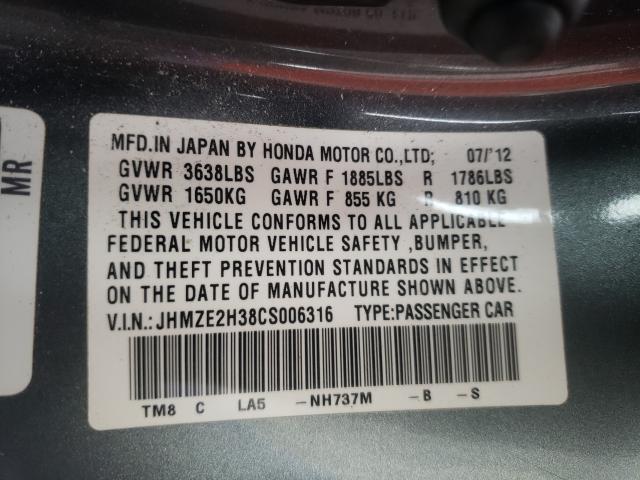 MFD.IN JAPAN BY HONDA MOTOR CO.,LTD; 07/'12
GVWR 3638LBS GAWR F 1885LBS R 1786LBS
GVWR 1650KG GAWR F 855 KG R 810 KG
THIS VEHICLE CONFORMS TO ALL APPLICABLE
FEDERAL MOTOR VEHICLE SAFETY ,BUMPER,
AND THEFT PREVENTION STANDARDS IN EFFECT
ON THE DATE OF MANUFACTURE SHOWN ABOVE.
V.I.N.:JHMZE2H38CS006316 TYPE:PASSENGER CAR
TM8 C LA5 -NH737M -B -S
MR